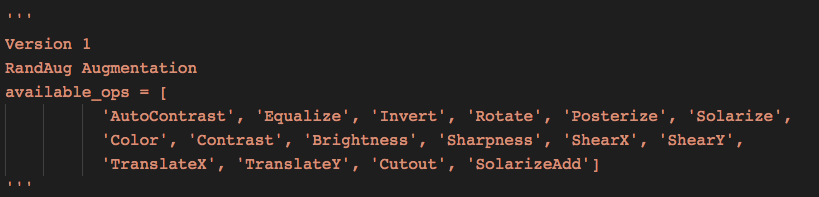 '''
Version 1
RandAug Augmentation
available_ops = [
'AutoContrast', 'Equalize', 'Invert', 'Rotate', 'Posterize', 'Solarize',
'Color', 'Contrast', 'Brightness', 'Sharpness', 'ShearX', 'ShearY',
'TranslateX', 'TranslateY', 'Cutout', 'SolarizeAdd']
'''